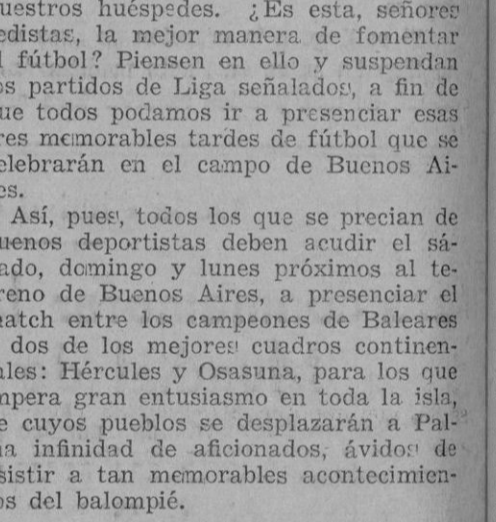 uestros huéspedes. ¿Es esta, señores
edistas, la mejor manera de fomentar
l fútbol? Piensen en ello y suspendan
os partidos de Liga señalados, a fin de
ue todos podamos ir a presenciar esas
res memorables tardes de fútbol que se
elebrarán en el campo de Buenos Ai-
es.
Así, pues, todos los que se precian de
uenos deportistas deben acudir el sá-
ado, domingo y lunes próximos al te-
reno de Buenos Aires, a presenciar el
match entre los campeones de Baleares
dos de los mejores cuadros continen-
ales: Hércules y Osasuna, para los que
mpera gran entusiasmo en toda la isla,
e cuyos pueblos se desplazarán a Pal-
a infinidad de aficionados, ávidos de
sistir a tan memorables acontecimien-
os del balompié.